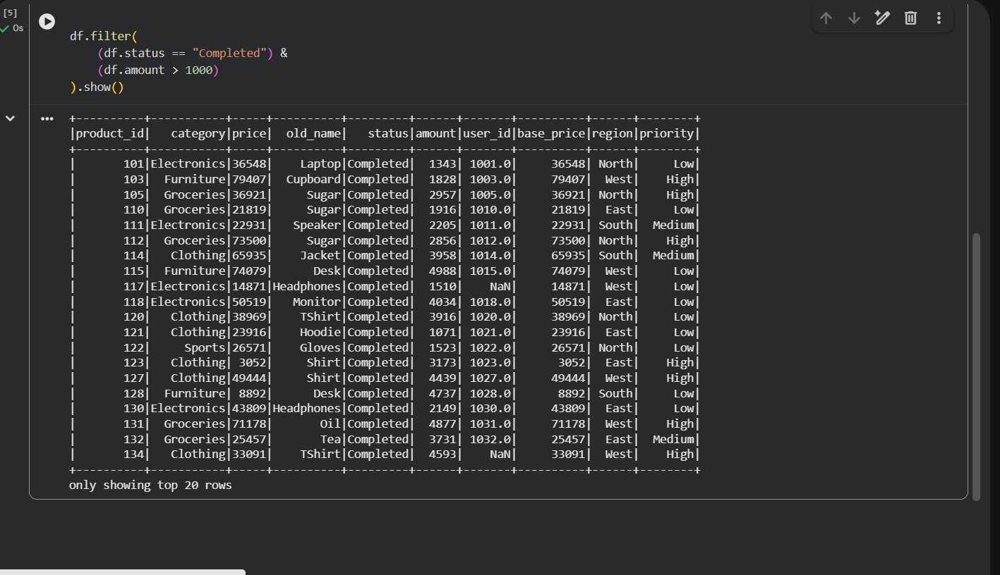 [5]
0s
df.filter(
    (df.status == "Completed") &
    (df.amount > 1000)
).show()
+----------+-----------+-----+----------+---------+------+-------+----------+------+--------+
|product_id|   category|price|  old_name|   status|amount|user_id|base_price|region|priority|
+----------+-----------+-----+----------+---------+------+-------+----------+------+--------+
|       101|Electronics|36548|    Laptop|Completed|  1343| 1001.0|     36548| North|     Low|
|       103|  Furniture|79407|  Cupboard|Completed|  1828| 1003.0|     79407|  West|    High|
|       105|  Groceries|36921|     Sugar|Completed|  2957| 1005.0|     36921| North|    High|
|       110|  Groceries|21819|     Sugar|Completed|  1916| 1010.0|     21819|  East|     Low|
|       111|Electronics|22931|   Speaker|Completed|  2205| 1011.0|     22931| South|  Medium|
|       112|  Groceries|73500|     Sugar|Completed|  2856| 1012.0|     73500| North|    High|
|       114|   Clothing|65935|    Jacket|Completed|  3958| 1014.0|     65935| South|  Medium|
|       115|  Furniture|74079|      Desk|Completed|  4988| 1015.0|     74079|  West|     Low|
|       117|Electronics|14871|Headphones|Completed|  1510|    NaN|     14871|  West|     Low|
|       118|Electronics|50519|   Monitor|Completed|  4034| 1018.0|     50519|  East|     Low|
|       120|   Clothing|38969|    TShirt|Completed|  3916| 1020.0|     38969| North|     Low|
|       121|   Clothing|23916|    Hoodie|Completed|  1071| 1021.0|     23916|  East|     Low|
|       122|     Sports|26571|    Gloves|Completed|  1523| 1022.0|     26571| North|     Low|
|       123|   Clothing| 3052|     Shirt|Completed|  3173| 1023.0|      3052|  East|    High|
|       127|   Clothing|49444|     Shirt|Completed|  4439| 1027.0|     49444|  West|    High|
|       128|  Furniture| 8892|      Desk|Completed|  4737| 1028.0|      8892| South|     Low|
|       130|Electronics|43809|Headphones|Completed|  2149| 1030.0|     43809|  East|     Low|
|       131|  Groceries|71178|       Oil|Completed|  4877| 1031.0|     71178|  West|    High|
|       132|  Groceries|25457|       Tea|Completed|  3731| 1032.0|     25457|  East|  Medium|
|       134|   Clothing|33091|    TShirt|Completed|  4593|    NaN|     33091|  West|    High|
+----------+-----------+-----+----------+---------+------+-------+----------+------+--------+
only showing top 20 rows